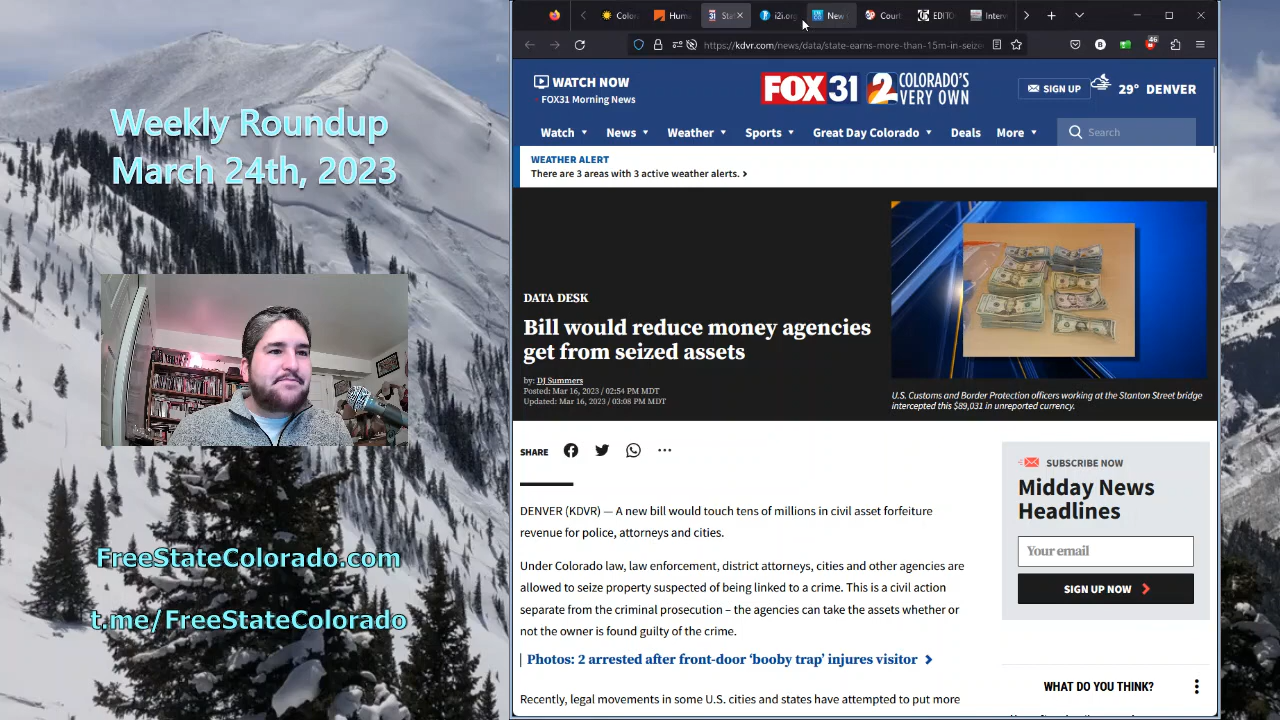 Weekly Roundup
March 24th, 2023
FreeStateColorado.com
t.me/FreeStateColorado
Colora
Huma
Sta
i2i.org
New
Court
EDITO
Interv
https://kdvr.com/news/data/state-earns-more-than-15m-in-seize
46
WATCH NOW
FOX31 Morning News
FOX 31
2
COLORADO'S
VERY OWN
SIGN UP
29° DENVER
Watch News Weather Sports Great Day Colorado Deals More
Search
WEATHER ALERT
There are 3 areas with 3 active weather alerts. ›
DATA DESK
Bill would reduce money agencies
get from seized assets
by: DJ Summers
Posted: Mar 16, 2023 / 02:54 PM MDT
Updated: Mar 16, 2023 / 03:08 PM MDT
U.S. Customs and Border Protection officers working at the Stanton Street bridge
intercepted this $89,031 in unreported currency.
SHARE
DENVER (KDVR) — A new bill would touch tens of millions in civil asset forfeiture
revenue for police, attorneys and cities.
Under Colorado law, law enforcement, district attorneys, cities and other agencies are
allowed to seize property suspected of being linked to a crime. This is a civil action
separate from the criminal prosecution – the agencies can take the assets whether or
not the owner is found guilty of the crime.
Photos: 2 arrested after front-door ‘booby trap’ injures visitor
Recently, legal movements in some U.S. cities and states have attempted to put more
SUBSCRIBE NOW
Midday News
Headlines
Your email
SIGN UP NOW
WHAT DO YOU THINK?